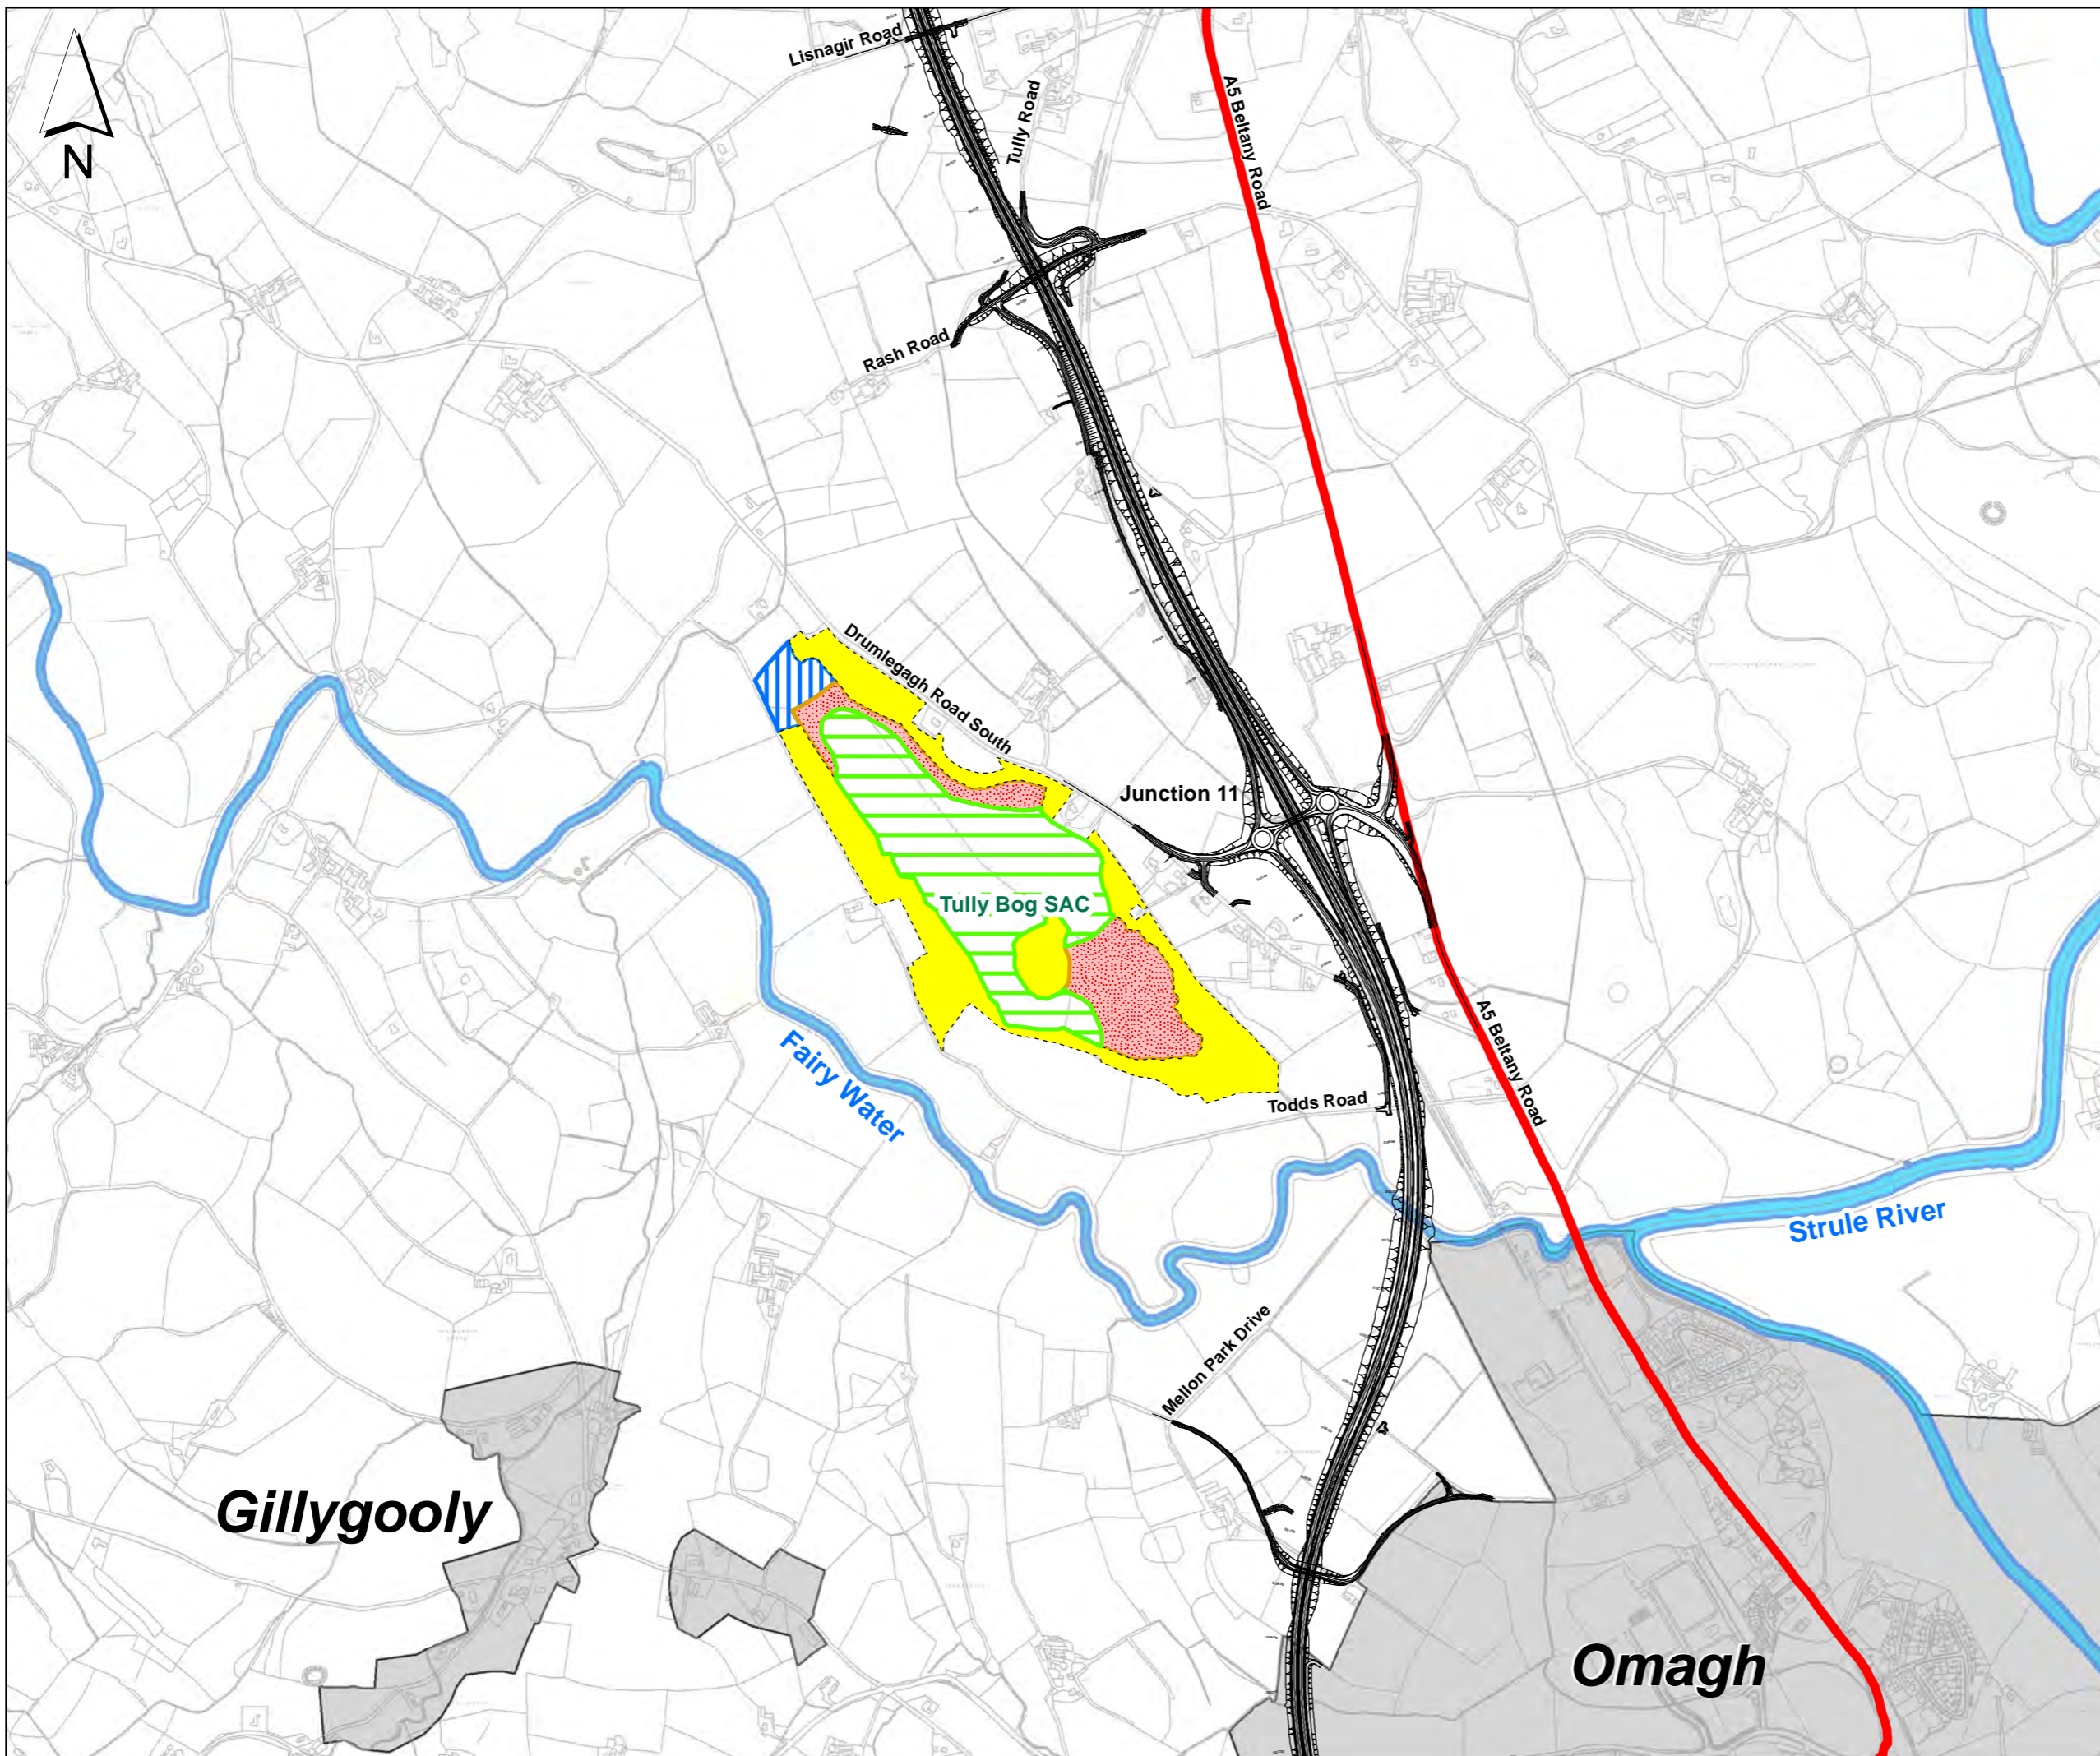 Lisnagir Road
N
Tully Road
A5 Beltany Road
Rash Road
Drumlegagh Road South
Junction 11
Tully Bog SAC
A5 Beltany Road
Fairy Water
Todds Road
Strule River
Mellon Park Drive
Gillygooly
Omagh